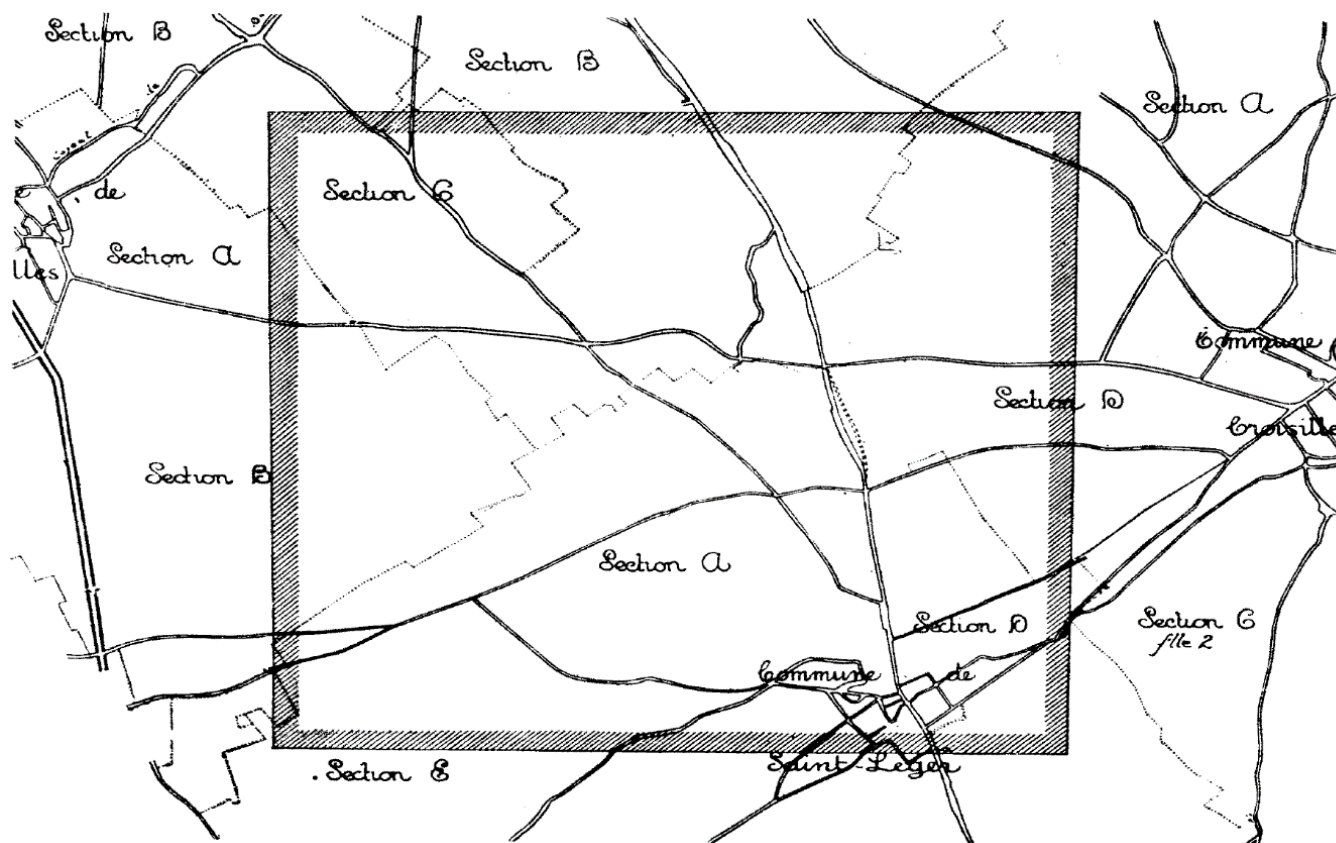 Section B
Section B
Section A
Section C
de
Section A
lles
Commune
Section D
Croisille
Section B
Section A
Section D
Section C
flle 2
Commune de
Saint-Léger
Section E